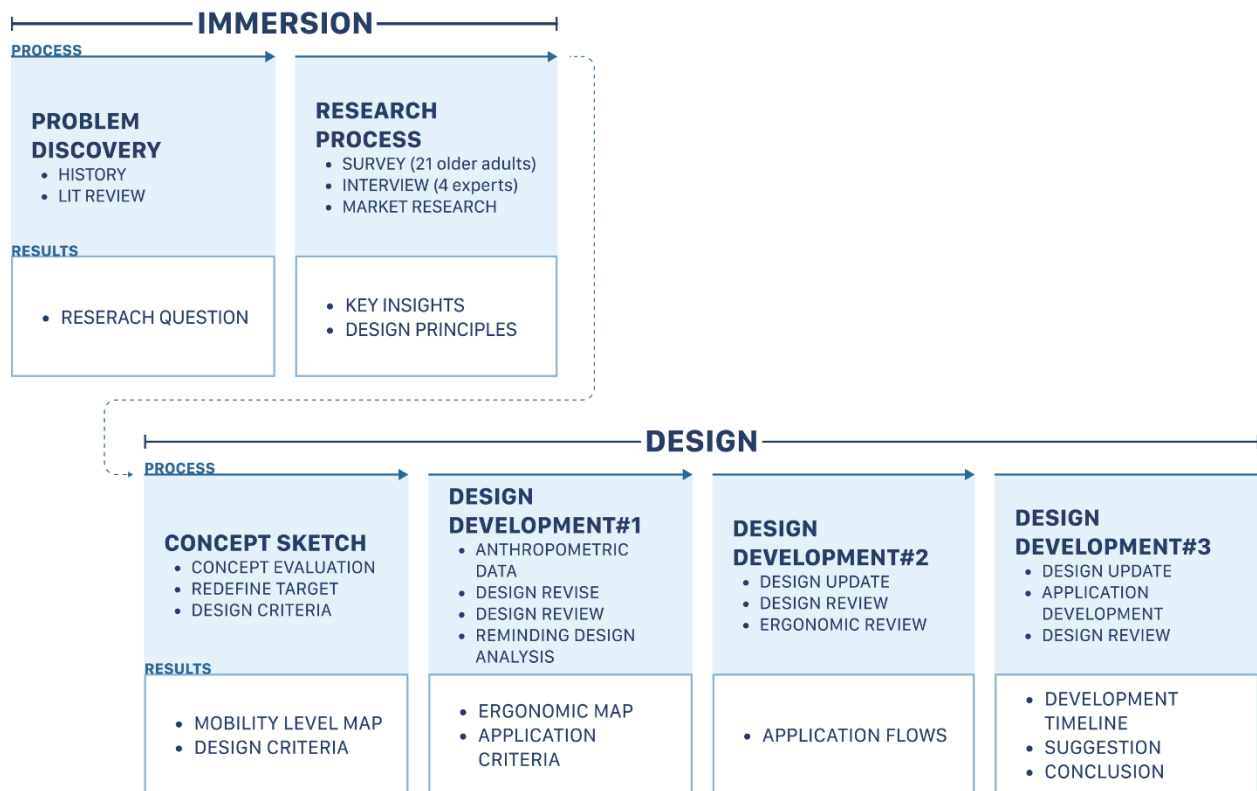 IMMERSION
PROCESS
PROBLEM
DISCOVERY
• HISTORY
• LIT REVIEW
RESULTS
• RESERACH QUESTION
RESEARCH
PROCESS
• SURVEY (21 older adults)
• INTERVIEW (4 experts)
• MARKET RESEARCH
• KEY INSIGHTS
• DESIGN PRINCIPLES
DESIGN
PROCESS
CONCEPT SKETCH
• CONCEPT EVALUATION
• REDEFINE TARGET
• DESIGN CRITERIA
RESULTS
• MOBILITY LEVEL MAP
• DESIGN CRITERIA
DESIGN
DEVELOPMENT#1
• ANTHROPOMETRIC
DATA
• DESIGN REVISE
• DESIGN REVIEW
• REMINDING DESIGN
ANALYSIS
• ERGONOMIC MAP
• APPLICATION
CRITERIA
DESIGN
DEVELOPMENT#2
• DESIGN UPDATE
• DESIGN REVIEW
• ERGONOMIC REVIEW
• APPLICATION FLOWS
DESIGN
DEVELOPMENT#3
• DESIGN UPDATE
• APPLICATION
DEVELOPMENT
• DESIGN REVIEW
• DEVELOPMENT
TIMELINE
• SUGGESTION
• CONCLUSION